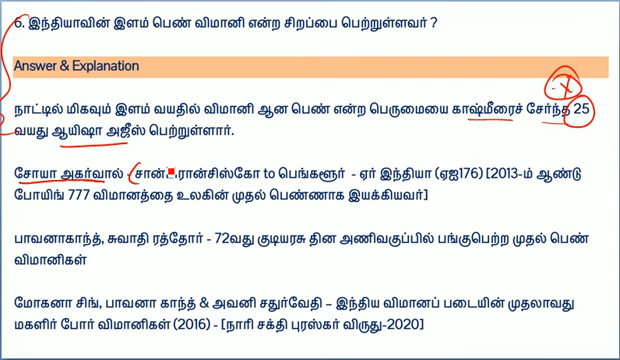 6. இந்தியாவின் இளம் பெண் விமானி என்ற சிறப்பை பெற்றுள்ளவர் ?
Answer & Explanation
நாட்டில் மிகவும் இளம் வயதில் விமானி ஆன பெண் என்ற பெருமையை காஷ்மீரைச் சேர்ந்த 25
வயது ஆயிஷா அஜீஸ் பெற்றுள்ளார்.
சோயா அகர்வால் - சான் ரான்சிஸ்கோ to பெங்களூர் - ஏர் இந்தியா (ஏஐ176) [2013-ம் ஆண்டு
போயிங் 777 விமானத்தை உலகின் முதல் பெண்ணாக இயக்கியவர்]
பாவனாகாந்த், சுவாதி ரத்தோர் - 72வது குடியரசு தின அணிவகுப்பில் பங்குபெற்ற முதல் பெண்
விமானிகள்
மோகனா சிங், பாவனா காந்த் & அவனி சதுர்வேதி – இந்திய விமானப் படையின் முதலாவது
மகளிர் போர் விமானிகள் (2016) - [நாரி சக்தி புரஸ்கர் விருது-2020]